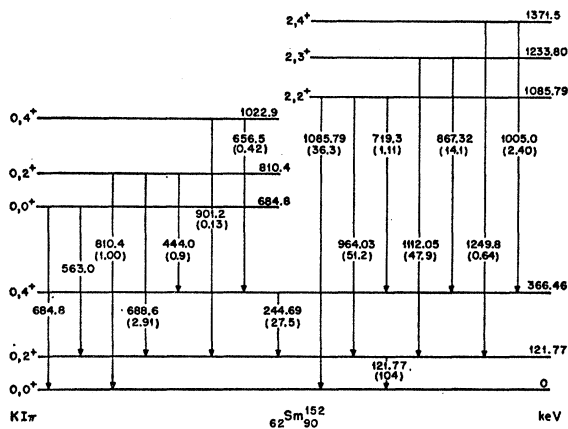 2,4+ 1371.5
2,3+ 1233.80
2,2+ 1085.79
0,4+ 1022.9
656.5 1085.79 719.3 867.32 1005.0
(0.42) (36.3) (1.11) (14.1) (2.40)
0,2+ 810.4
0,0+ 684.8
901.2
(0.13)
810.4 444.0 964.03 1112.05 1249.8
(1.00) (0.9) (51.2) (47.9) (0.64)
563.0
0,4+ 366.46
684.8 688.6 244.69
(2.91) (27.5)
0,2+ 121.77
121.77
(104)
0,0+ 0
KIπ 62Sm90152 keV